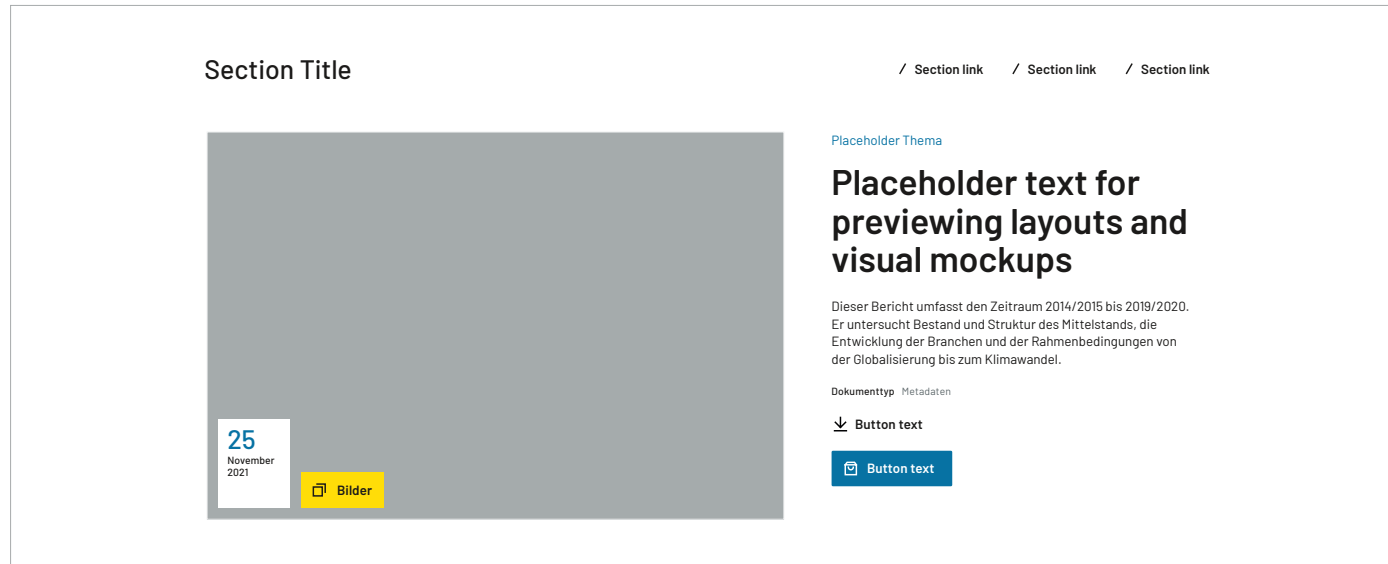 Section Title
/ Section link / Section link / Section link
Placeholder Thema
Placeholder text for
previewing layouts and
visual mockups
Dieser Bericht umfasst den Zeitraum 2014/2015 bis 2019/2020.
Er untersucht Bestand und Struktur des Mittelstands, die
Entwicklung der Branchen und der Rahmenbedingungen von
der Globalisierung bis zum Klimawandel.
Dokumenttyp Metadaten
Button text
Button text
25
November
2021
Bilder